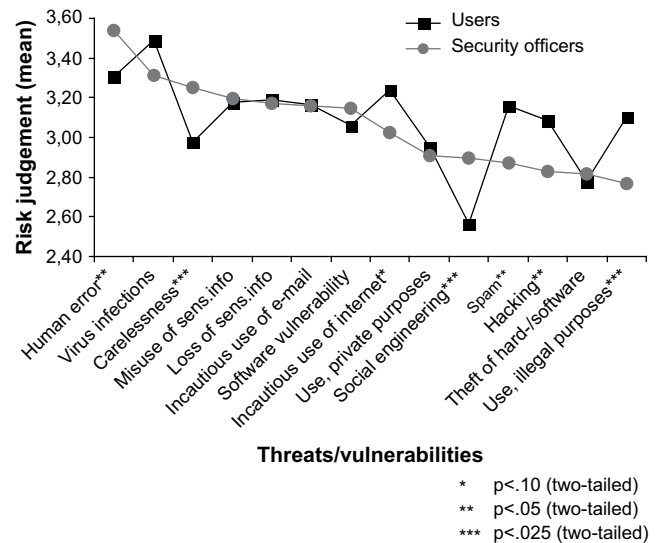 Users
Security officers
Risk judgement (mean)
3,60
3,40
3,20
3,00
2,80
2,60
2,40
Human error**
Virus infections
Carelessness***
Misuse of sens.info
Loss of sens.info
Incautious use of e-mail
Software vulnerability
Incautious use of internet*
Use, private purposes
Social engineering***
Spam**
Hacking**
Theft of hard-/software
Use, illegal purposes***
Threats/vulnerabilities
* p<.10 (two-tailed)
** p<.05 (two-tailed)
*** p<.025 (two-tailed)